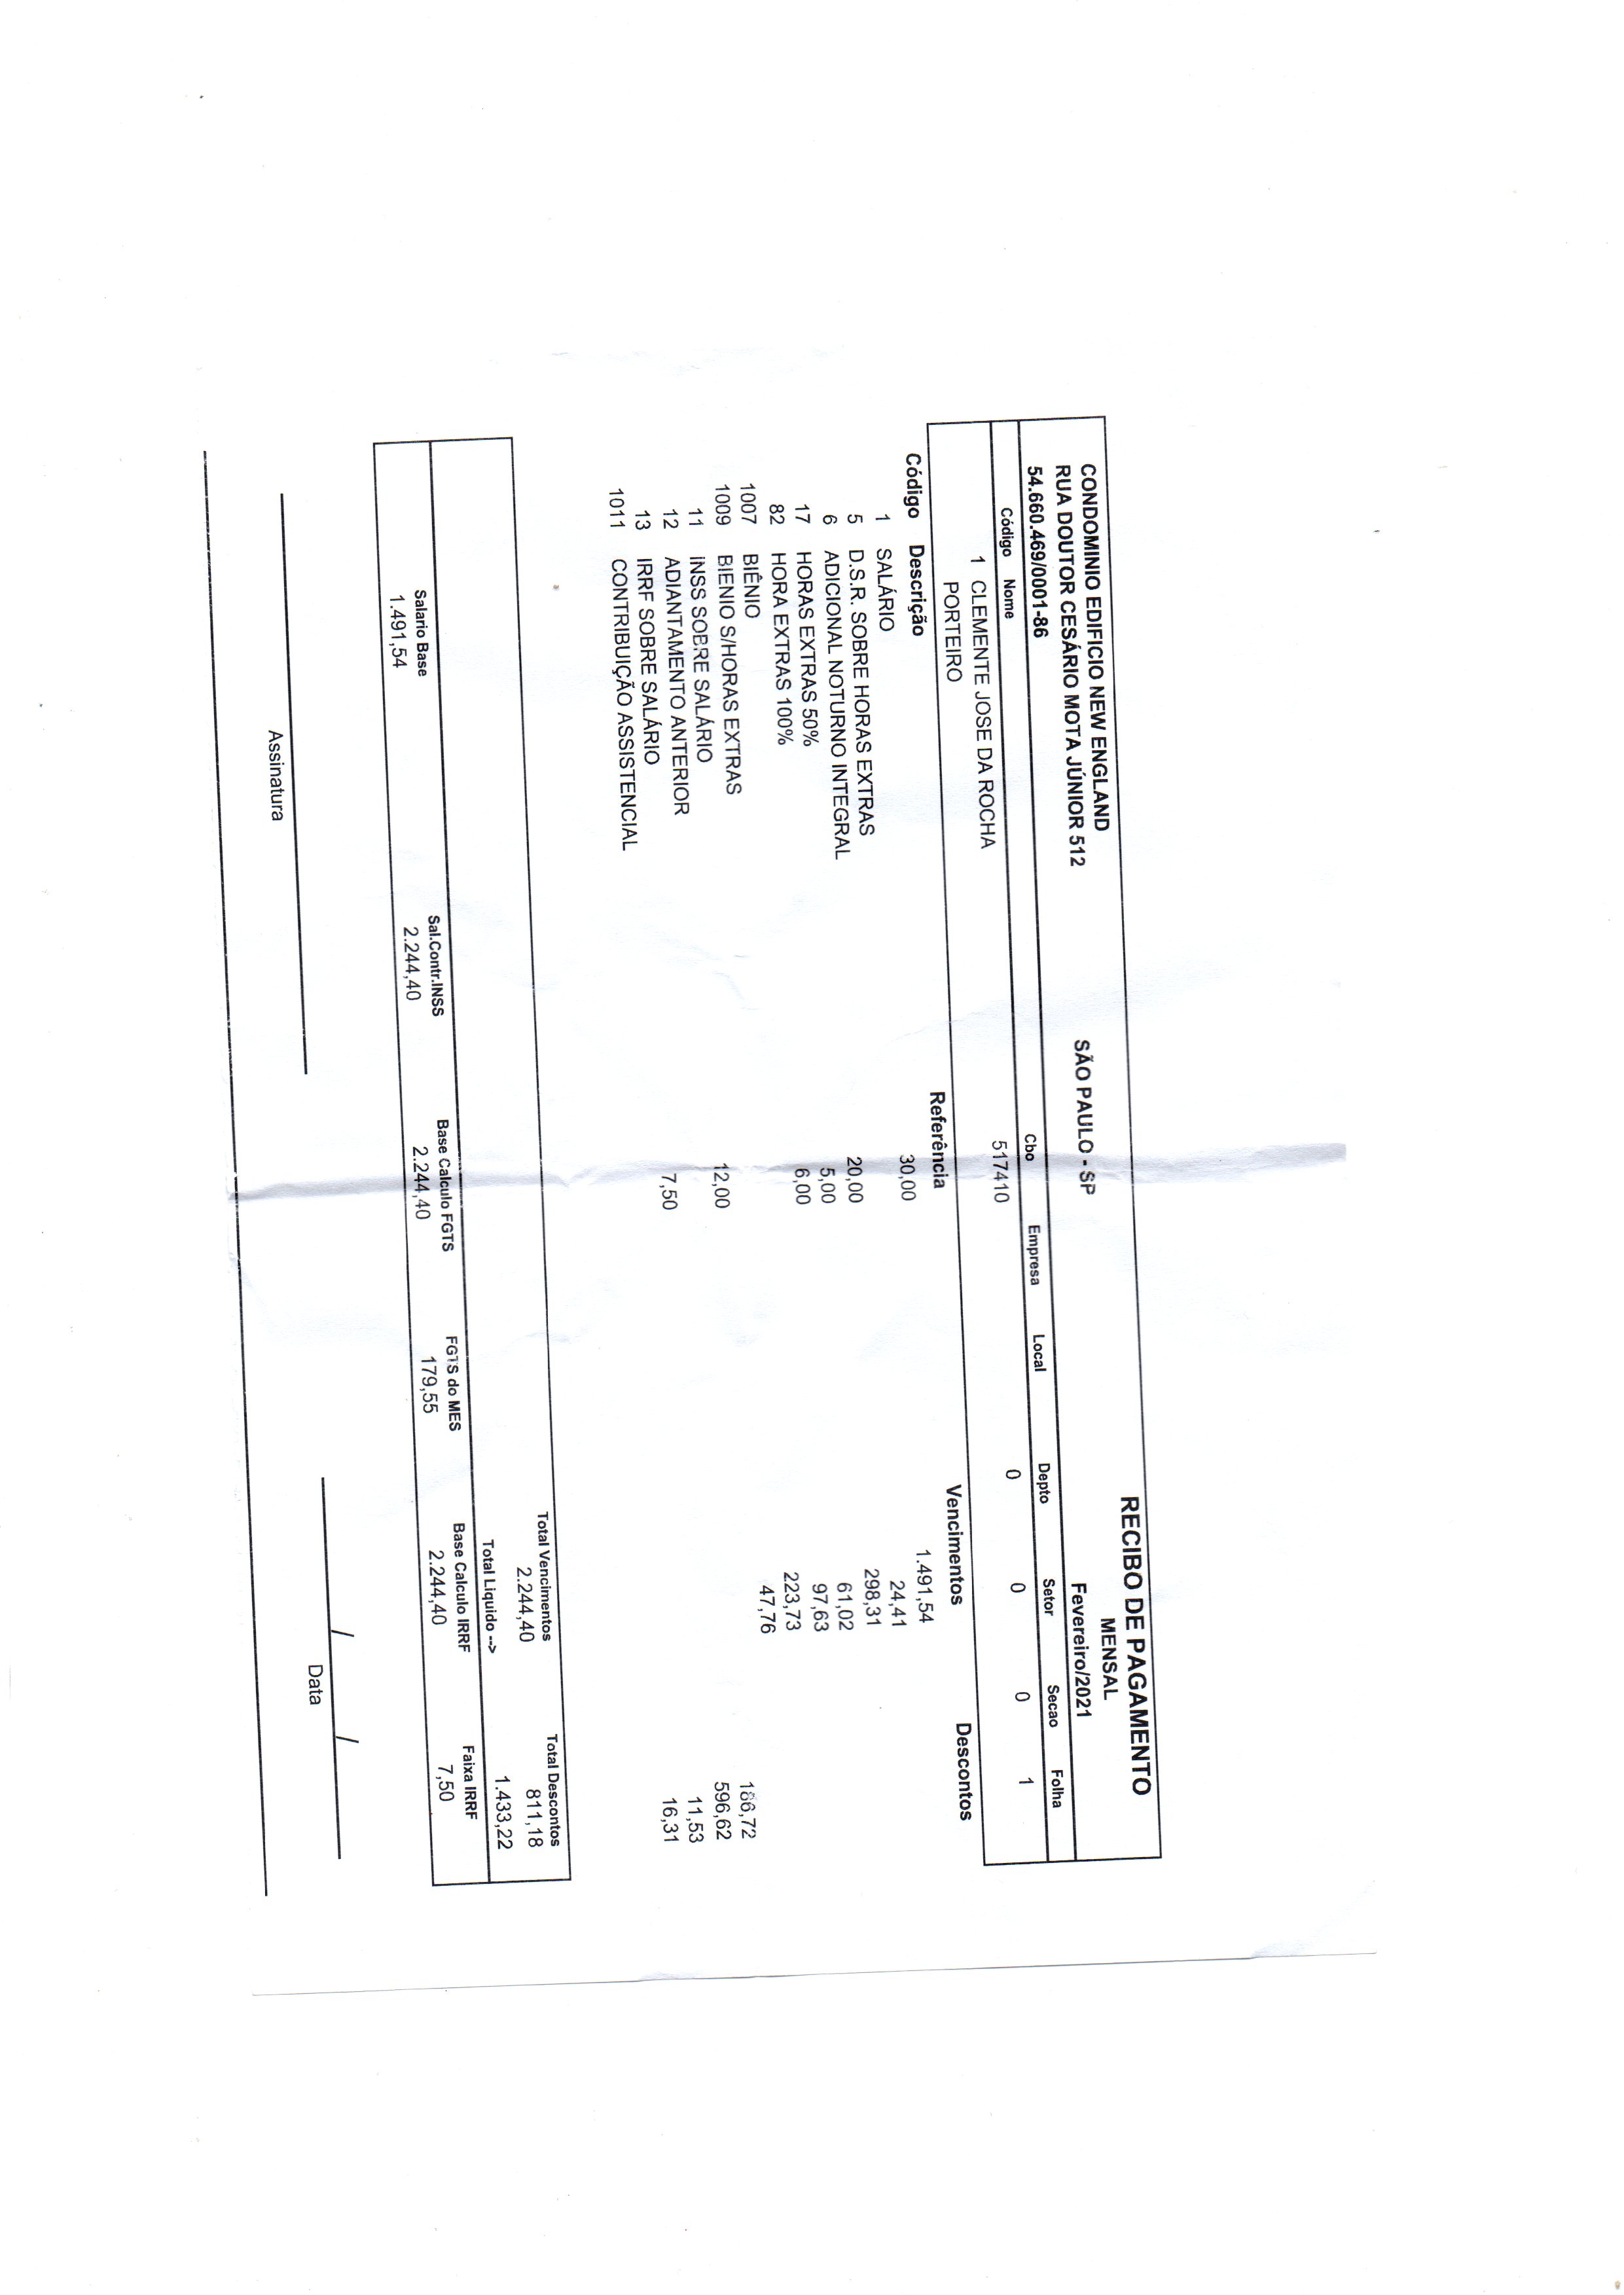 CONDOMINIO EDIFICIO NEW ENGLAND
RUA DOUTOR CESÁRIO MOTA JÚNIOR 512
54.660.469/0001-86
SÃO PAULO - SP
RECIBO DE PAGAMENTO
MENSAL
Fevereiro/2021
Código Nome Cbo Empresa Local Depto Setor Secao Folha
1 CLEMENTE JOSE DA ROCHA 517410 0 0 0 1
PORTEIRO
Código Descrição Referência Vencimentos Descontos
1 SALÁRIO 30,00 1.491,54
5 D.S.R. SOBRE HORAS EXTRAS 24,41
6 ADICIONAL NOTURNO INTEGRAL 20,00 298,31
17 HORAS EXTRAS 50% 5,00 61,02
82 HORA EXTRAS 100% 6,00 97,63
1007 BIÊNIO 223,73
1009 BIENIO S/HORAS EXTRAS 47,76
11 INSS SOBRE SALÁRIO 12,00 186,72
12 ADIANTAMENTO ANTERIOR 596,62
13 IRRF SOBRE SALÁRIO 7,50 11,53
1011 CONTRIBUIÇÃO ASSISTENCIAL 16,31
Total Vencimentos Total Descontos
2.244,40 811,18
Total Liquido --> 1.433,22
Salario Base Sal.Contr.INSS Base Calculo FGTS FGTS do MES Base Calculo IRRF Faixa IRRF
1.491,54 2.244,40 2.244,40 179,55 2.244,40 7,50
/ /
Assinatura Data